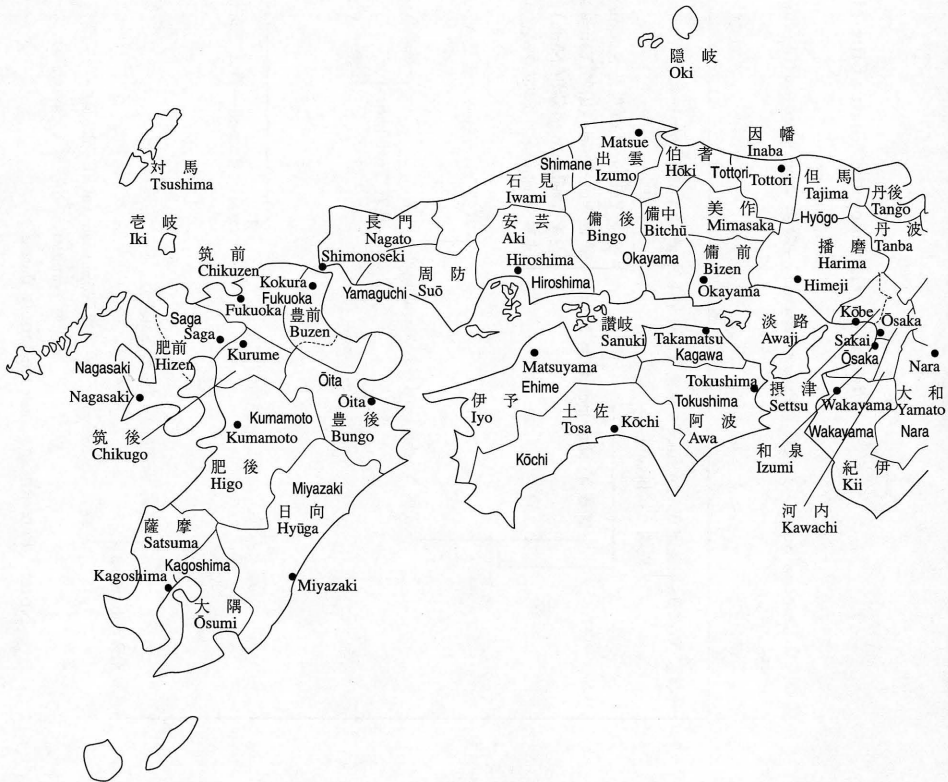 隠岐
Oki
対馬
Tsushima
壱岐
Iki
因幡
Inaba
Matsue
Shimane
出雲
Izumo
伯耆
Hōki
Tottori
Tottori
但馬
Tajima
丹後
Tango
石見
Iwami
長門
Nagato
安芸
Aki
備後
Bingo
備中
Bitchū
美作
Mimasaka
Hyōgo
丹波
Tanba
播磨
Harima
筑前
Chikuzen
Shimonoseki
周防
Suō
Hiroshima
Hiroshima
Okayama
備前
Bizen
Okayama
Himeji
Kokura
Fukuoka
Yamaguchi
Fukuoka
豊前
Buzen
Saga
Saga
肥前
Hizen
Kurume
Nagasaki
Nagasaki
讃岐
Sanuki
Takamatsu
Kagawa
淡路
Awaji
Kōbe
Ōsaka
Sakai
Ōsaka
Nara
Matsuyama
Ehime
伊予
Iyo
Tokushima
Tokushima
摂津
Settsu
Wakayama
大和
Yamato
Ōita
Ōita
豊後
Bungo
Kumamoto
Kumamoto
筑後
Chikugo
土佐
Tosa
Kōchi
阿波
Awa
Wakayama
Nara
和泉
Izumi
紀伊
Kii
Kōchi
肥後
Higo
Miyazaki
日向
Hyūga
河内
Kawachi
薩摩
Satsuma
Kagoshima
Kagoshima
Miyazaki
大隅
Ōsumi